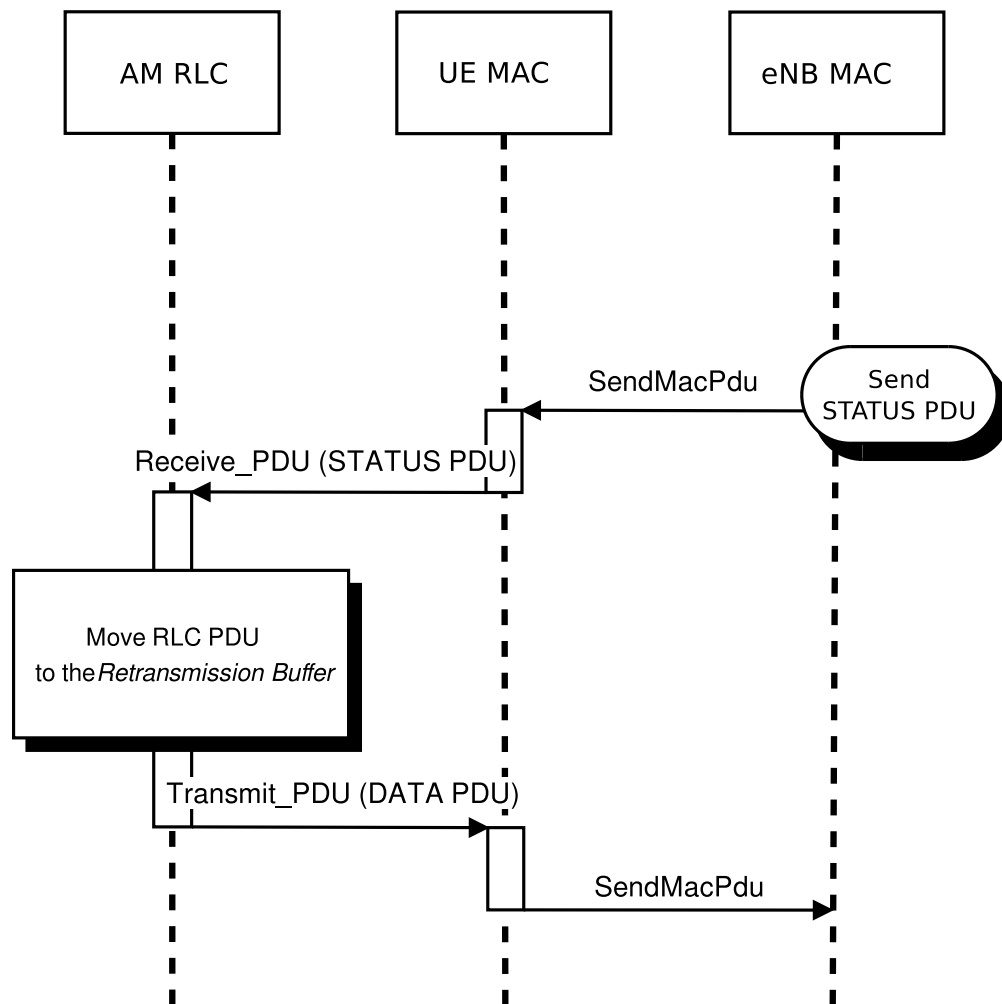 AM RLC
UE MAC
eNB MAC
SendMacPdu
Send
STATUS PDU
Receive_PDU (STATUS PDU)
Move RLC PDU
to the Retransmission Buffer
Transmit_PDU (DATA PDU)
SendMacPdu